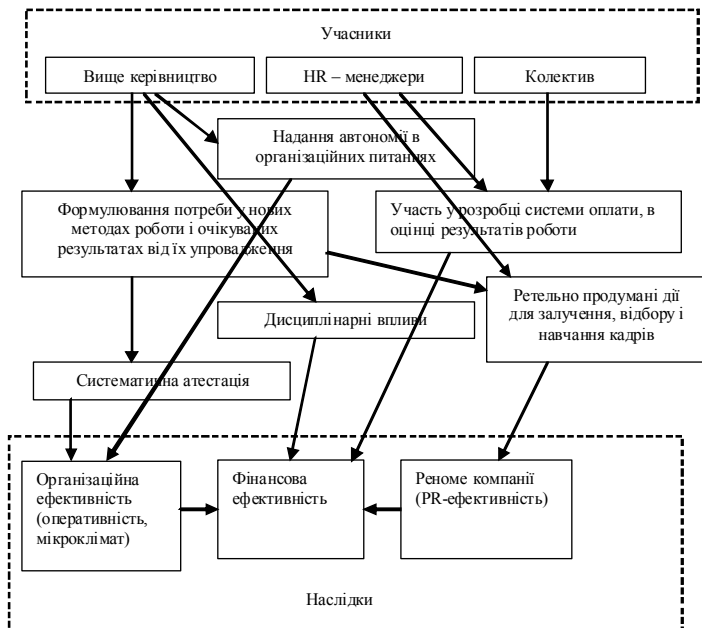 Учасники
Вище керівництво
HR – менеджери
Колектив
Надання автономії в
організаційних питаннях
Формулювання потреби у нових
методах роботи і очікуваних
результатах від їх упровадження
Участь у розробці системи оплати, в
оцінці результатів роботи
Ретельно продумані дії
для залучення, відбору і
навчання кадрів
Дисциплінарні впливи
Систематична атестація
Організаційна
ефективність
(оперативність,
мікроклімат)
Фінансова
ефективність
Реноме компанії
(PR-ефективність)
Наслідки